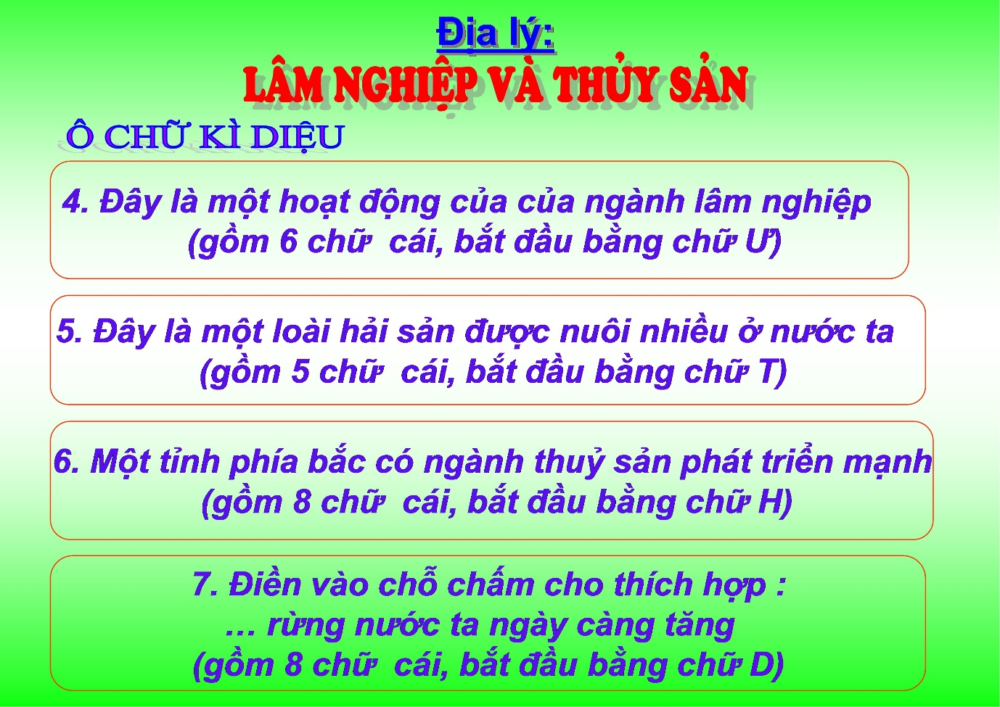 Địa lý:
LÂM NGHIỆP VÀ THỦY SẢN
Ô CHỮ KÌ DIỆU
4. Đây là một hoạt động của của ngành lâm nghiệp
(gồm 6 chữ cái, bắt đầu bằng chữ Ư)
5. Đây là một loài hải sản được nuôi nhiều ở nước ta
(gồm 5 chữ cái, bắt đầu bằng chữ T)
6. Một tỉnh phía bắc có ngành thuỷ sản phát triển mạnh
(gồm 8 chữ cái, bắt đầu bằng chữ H)
7. Điền vào chỗ chấm cho thích hợp :
... rừng nước ta ngày càng tăng
(gồm 8 chữ cái, bắt đầu bằng chữ D)